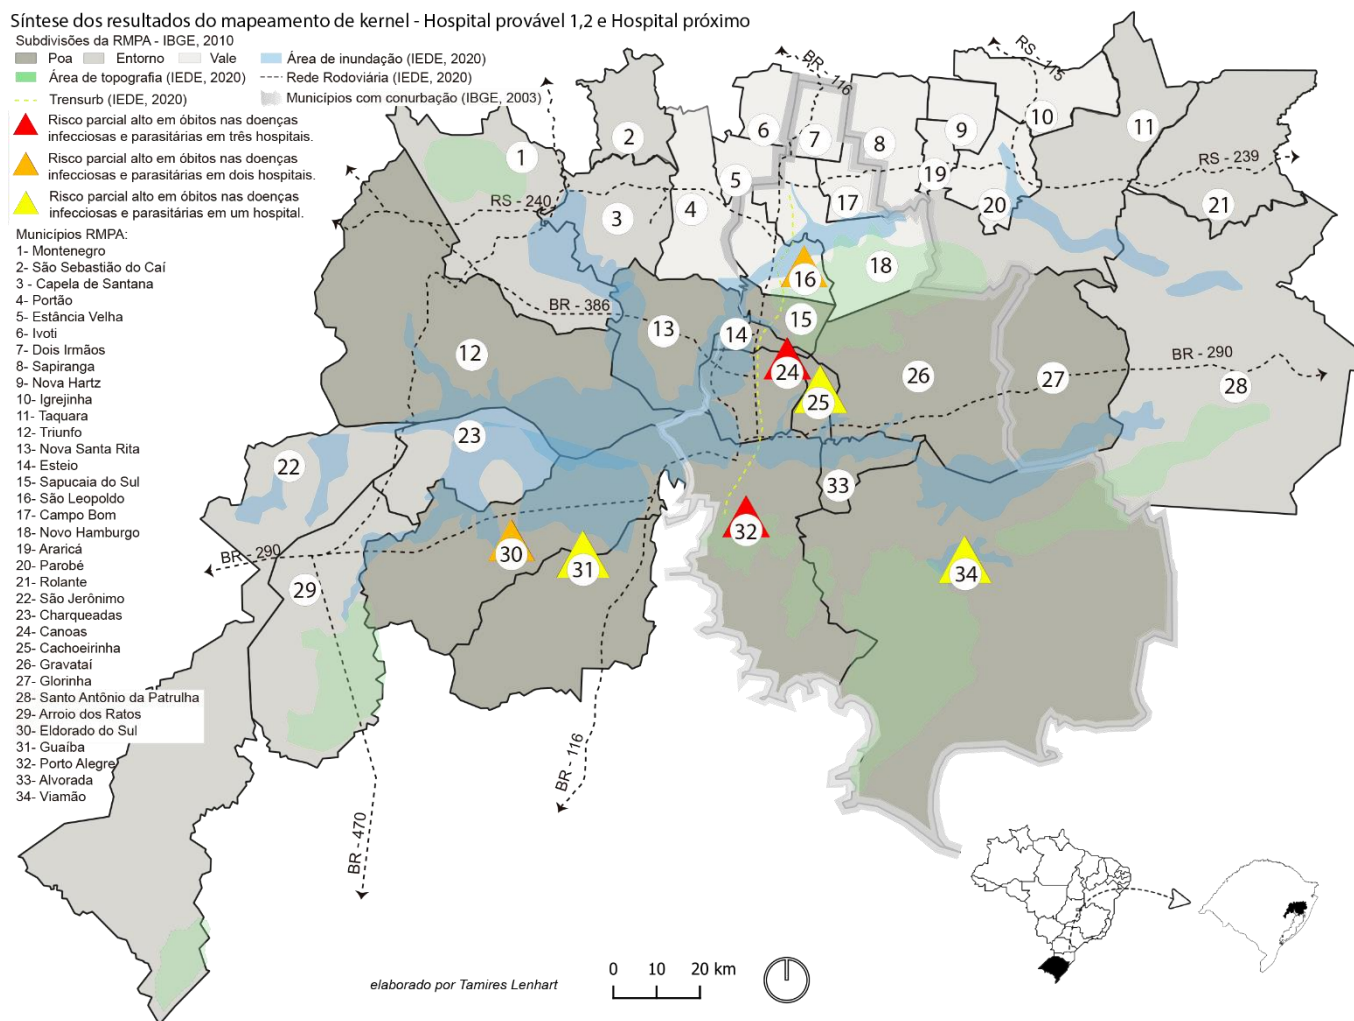 Síntese dos resultados do mapeamento de kernel - Hospital provável 1,2 e Hospital próximo
Subdivisões da RMPA - IBGE, 2010
Poa Entorno Vale
Área de inundação (IEDE, 2020)
Área de topografia (IEDE, 2020)
Rede Rodoviária (IEDE, 2020)
Trensurb (IEDE, 2020)
Municípios com conurbação (IBGE, 2003)
Risco parcial alto em óbitos nas doenças
infecciosas e parasitárias em três hospitais.
Risco parcial alto em óbitos nas doenças
infecciosas e parasitárias em dois hospitais.
Risco parcial alto em óbitos nas doenças
infecciosas e parasitárias em um hospital.
Municípios RMPA:
1- Montenegro
2- São Sebastião do Caí
3 - Capela de Santana
4- Portão
5- Estância Velha
6- Ivoti
7- Dois Irmãos
8- Sapiranga
9- Nova Hartz
10- Igrejinha
11- Taquara
12- Triunfo
13- Nova Santa Rita
14- Esteio
15- Sapucaia do Sul
16- São Leopoldo
17- Campo Bom
18- Novo Hamburgo
19- Araricá
20- Parobé
21- Rolante
22- São Jerônimo
23- Charqueadas
24- Canoas
25- Cachoeirinha
26- Gravataí
27- Glorinha
28- Santo Antônio da Patrulha
29- Arroio dos Ratos
30- Eldorado do Sul
31- Guaíba
32- Porto Alegre
33- Alvorada
34- Viamão
BR - 116
RS - 115
1
2
3
4
5
6
7
8
9
10
11
RS - 239
RS - 240
19
17
20
21
16
18
BR - 386
13
14
15
12
24
25
26
27
BR - 290
28
23
22
33
32
30
31
34
BR - 290
29
BR - 116
BR - 470
elaborado por Tamires Lenhart
0 10 20 km